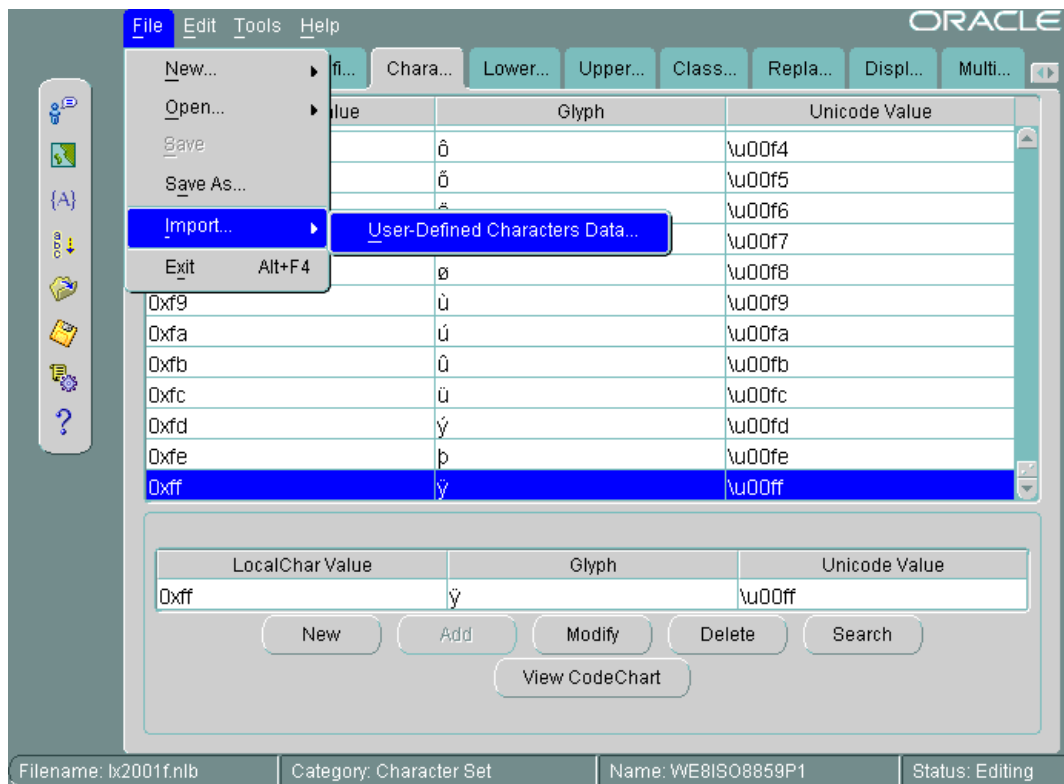 File Edit Tools Help
ORACLE
New...
Open...
Save
Save As...
Import...
Exit Alt+F4
User-Defined Characters Data...
fi... Chara... Lower... Upper... Class... Repla... Displ... Multi...
alue Glyph Unicode Value
ô \u00f4
õ \u00f5
\u00f6
\u00f7
ø \u00f8
0xf9 ù \u00f9
0xfa ú \u00fa
0xfb û \u00fb
0xfc ü \u00fc
0xfd ý \u00fd
0xfe þ \u00fe
0xff ÿ \u00ff
LocalChar Value Glyph Unicode Value
0xff ÿ \u00ff
New Add Modify Delete Search
View CodeChart
{A}
a b c
?
Filename: lx2001f.nlb Category: Character Set Name: WE8ISO8859P1 Status: Editing